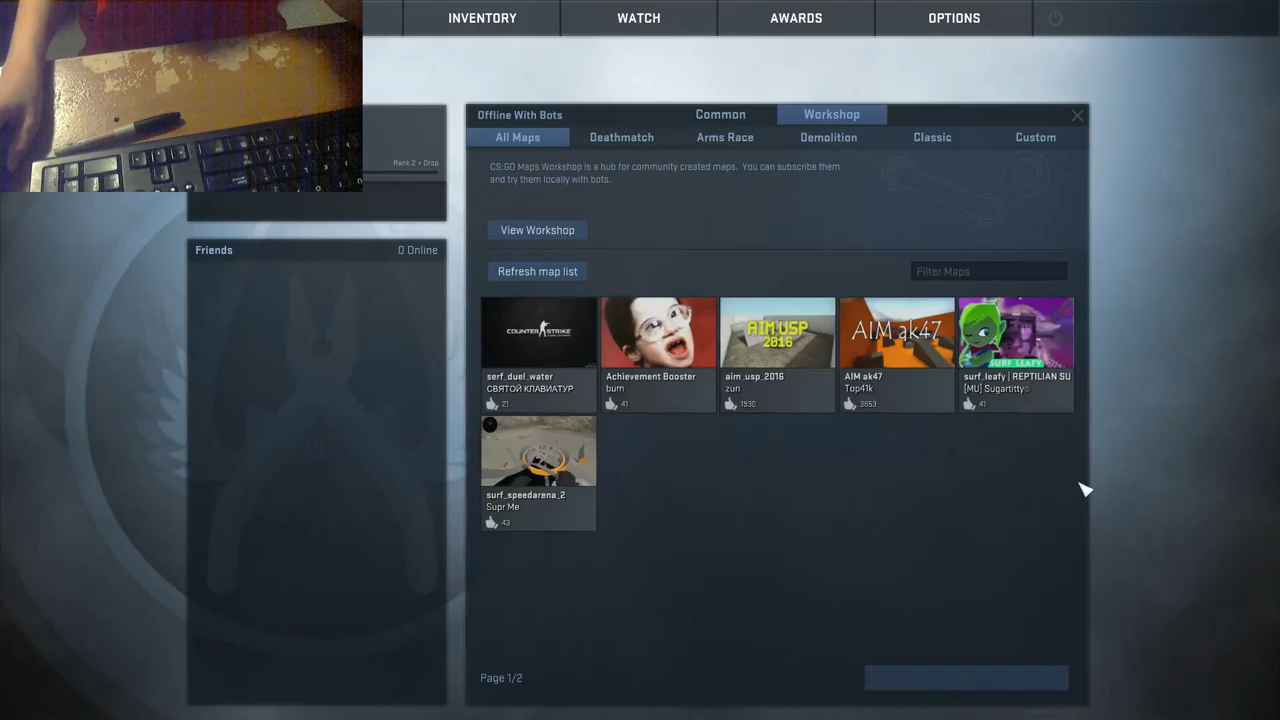 INVENTORY
WATCH
AWARDS
OPTIONS
Offline With Bots
Common
Workshop
All Maps
Deathmatch
Arms Race
Demolition
Classic
Custom
Rank 2 + Drop
CS:GO Maps Workshop is a hub for community created maps. You can subscribe them
and try them locally with bots.
View Workshop
Friends
0 Online
Refresh map list
Filter Maps
COUNTER STRIKE
AIM USP
2016
AIM ak47
SURF LEAFY
serf_duel_water
СВЯТОЙ КЛАВИАТУР
21
Achievement Booster
bum
41
aim_usp_2016
zun
1930
AIM ak47
Top41k
3653
surf_leafy | REPTILIAN SU
[MU] Sugartitty
41
surf_speedarena_2
Supr Me
43
Page 1/2